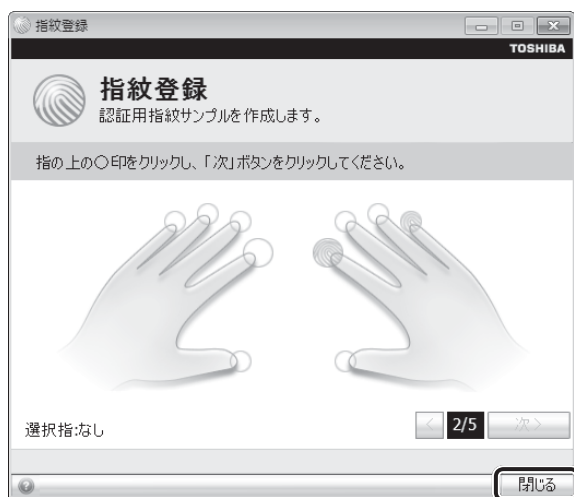 指紋登録
TOSHIBA
指紋登録
認証用指紋サンプルを作成します。
指の上の○印をクリックし、「次」ボタンをクリックしてください。
選択指:なし
< 2/5 次>
? 閉じる